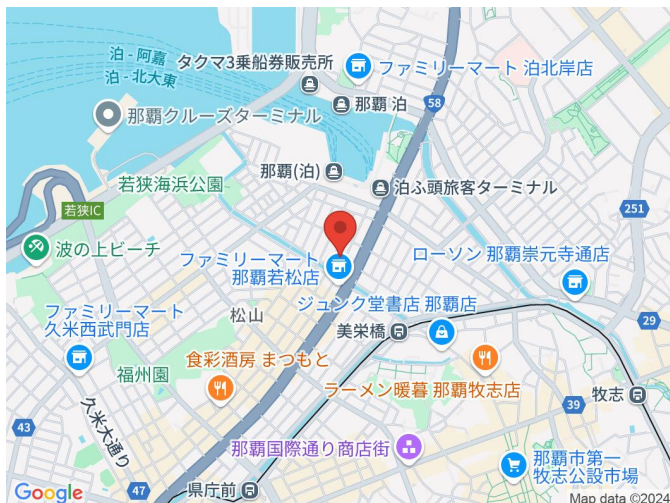 泊 - 阿嘉
泊 - 北大東
タクマ3乗船券販売所
ファミリーマート 泊北岸店
那覇 泊
58
那覇クルーズターミナル
那覇(泊)
若狭海浜公園
泊ふ頭旅客ターミナル
若狭IC
251
波の上ビーチ
ファミリーマート
那覇若松店
ローソン 那覇崇元寺通店
ジュンク堂書店 那覇店
ファミリーマート
久米西武門店
松山
美栄橋
29
食彩酒房 まつもと
福州園
ラーメン暖暮 那覇牧志店
牧志
39
43
久米大通り
那覇国際通り商店街
那覇市第一
牧志公設市場
47
県庁前
Google
Map data ©2024